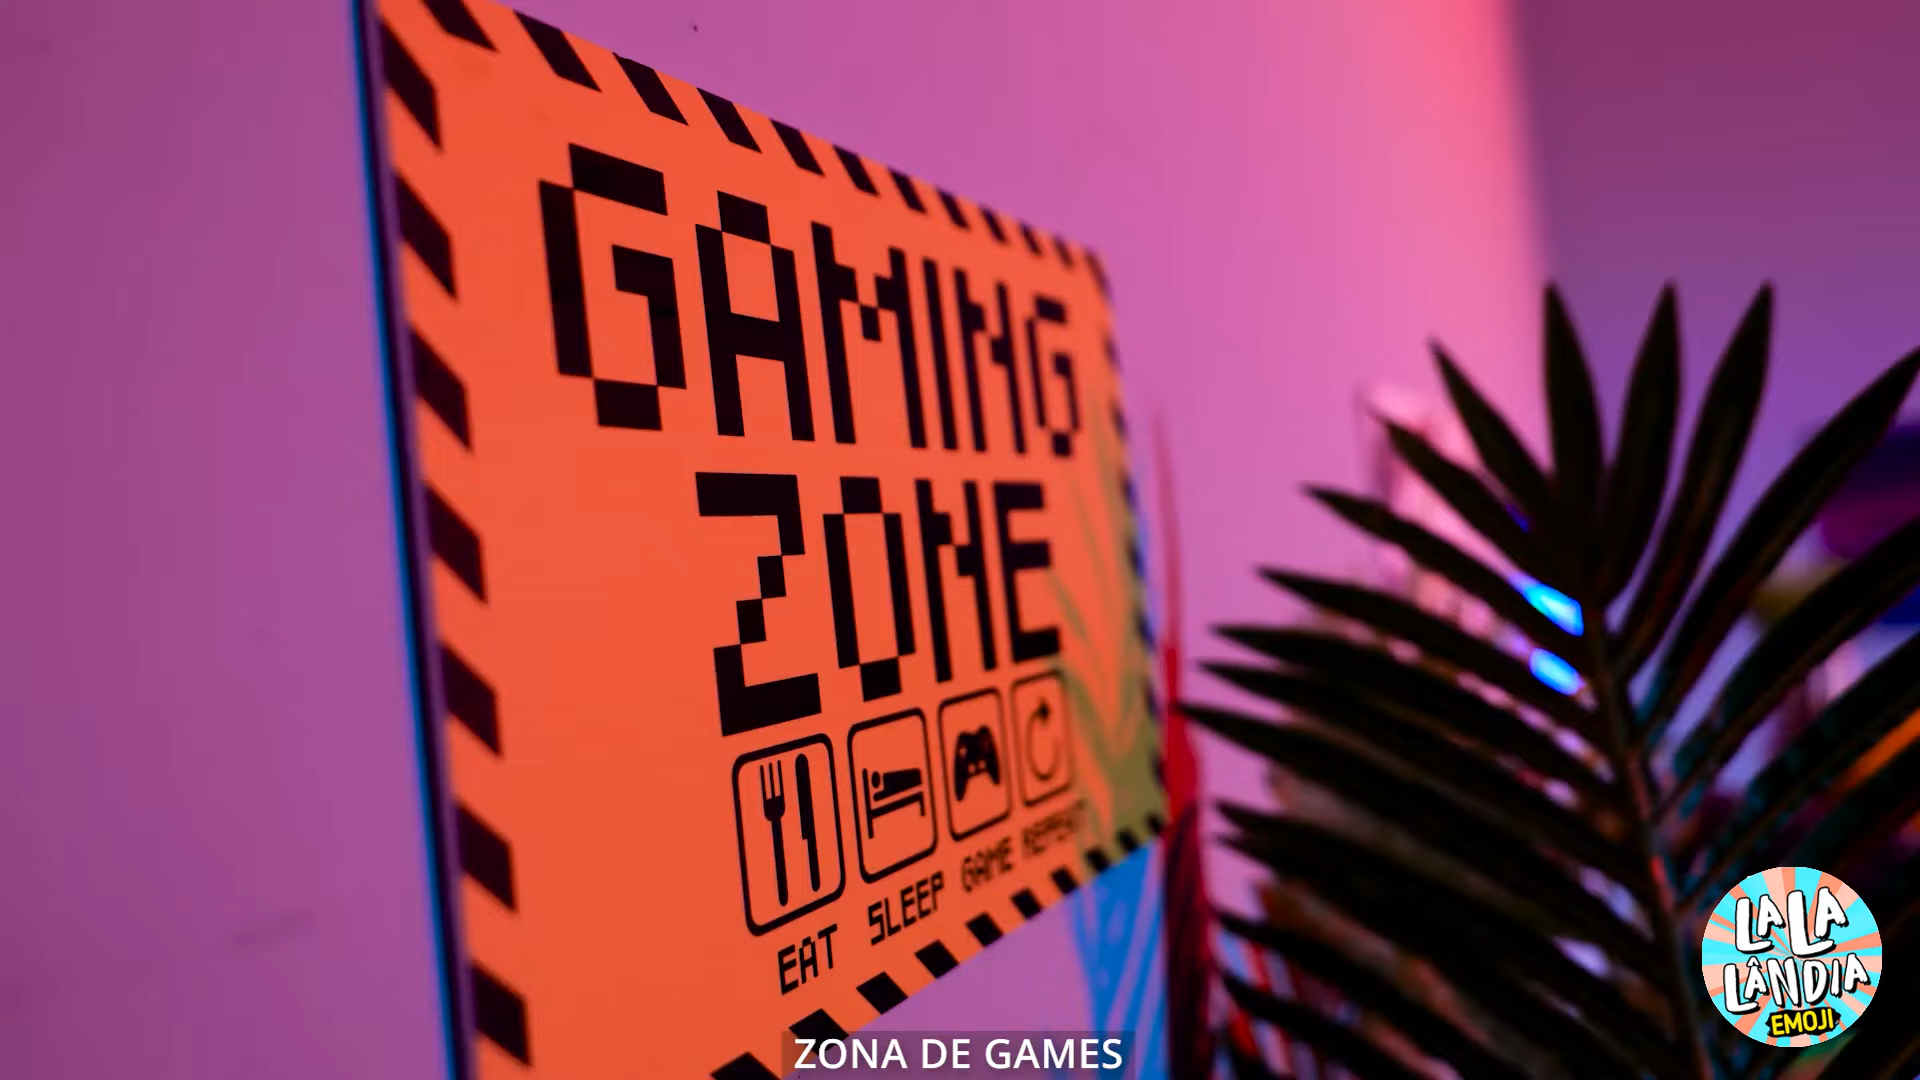 GAMING
ZONE
EAT SLEEP GAME REPEAT
ZONA DE GAMES
LA LA
LÂNDIA
EMOJI